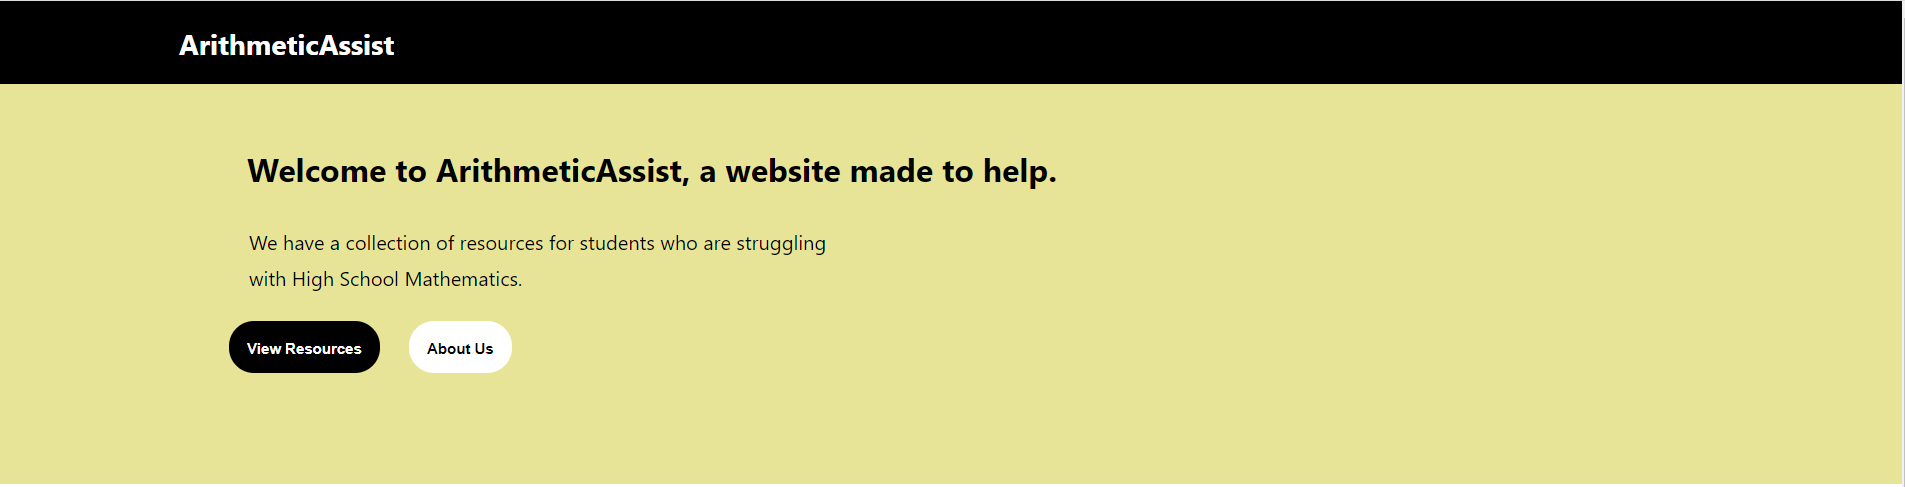 ArithmeticAssist
Welcome to ArithmeticAssist, a website made to help.
We have a collection of resources for students who are struggling
with High School Mathematics.
View Resources
About Us